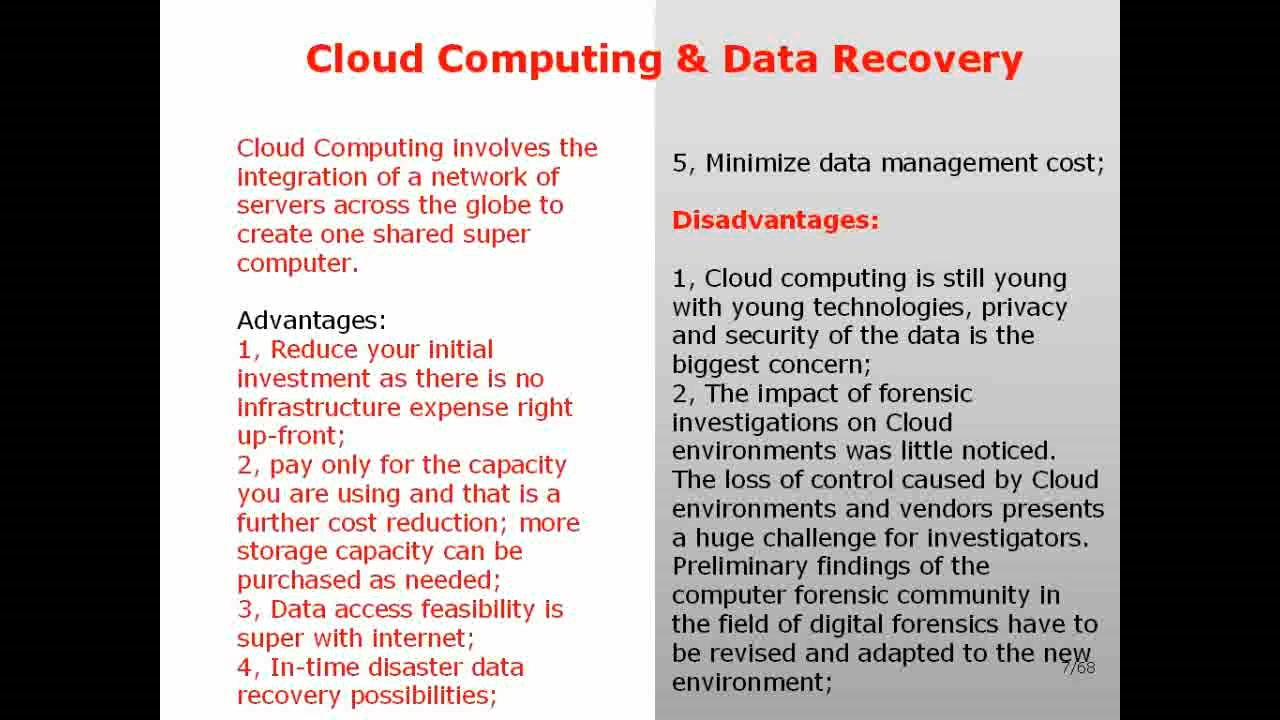 Cloud Computing & Data Recovery
Cloud Computing involves the
integration of a network of
servers across the globe to
create one shared super
computer.
Advantages:
1, Reduce your initial
investment as there is no
infrastructure expense right
up-front;
2, pay only for the capacity
you are using and that is a
further cost reduction; more
storage capacity can be
purchased as needed;
3, Data access feasibility is
super with internet;
4, In-time disaster data
recovery possibilities;
5, Minimize data management cost;
Disadvantages:
1, Cloud computing is still young
with young technologies, privacy
and security of the data is the
biggest concern;
2, The impact of forensic
investigations on Cloud
environments was little noticed.
The loss of control caused by Cloud
environments and vendors presents
a huge challenge for investigators.
Preliminary findings of the
computer forensic community in
the field of digital forensics have to
be revised and adapted to the new
environment;
7/68